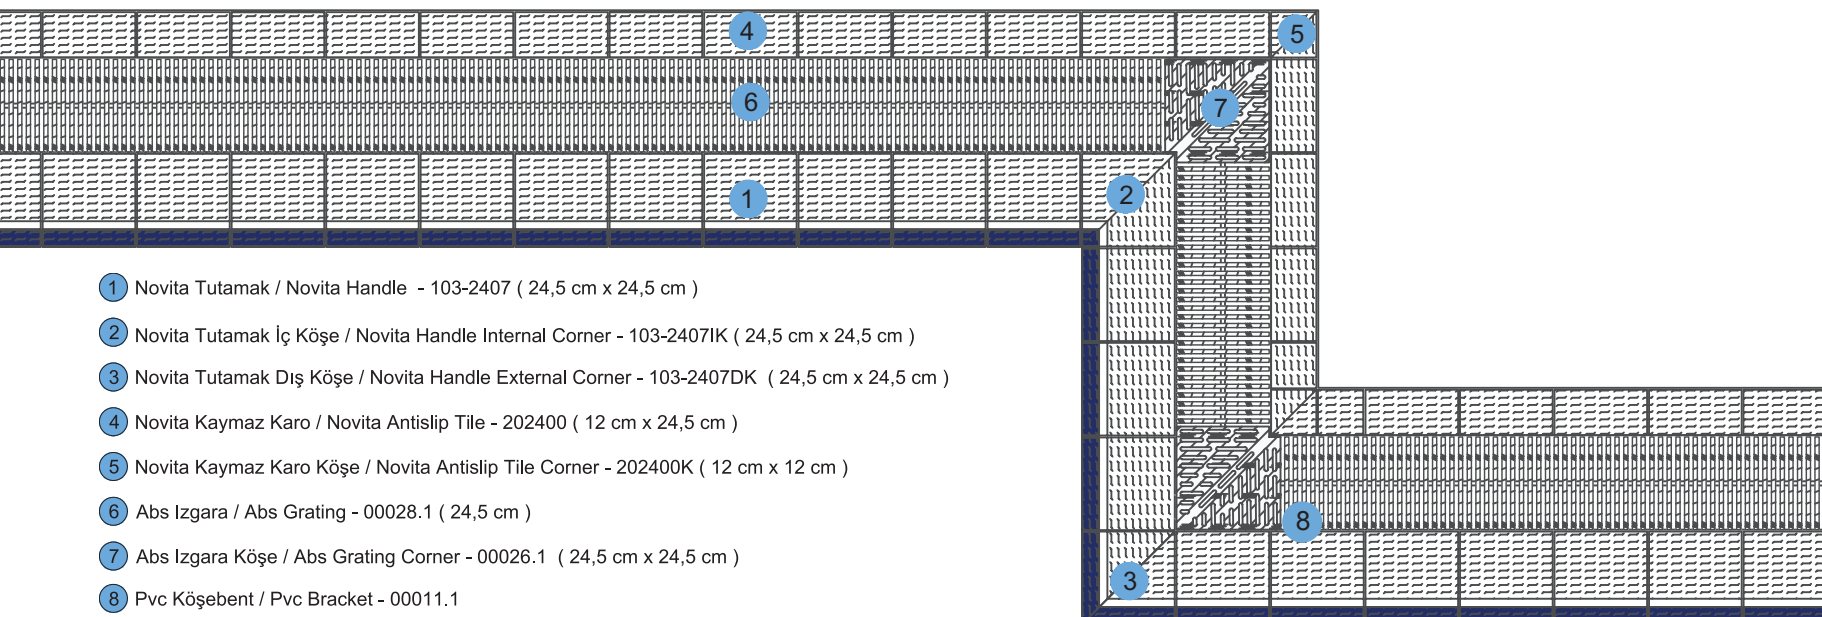 4
5
6
7
2
1
1 Novita Tutamak / Novita Handle - 103-2407 ( 24,5 cm x 24,5 cm )
2 Novita Tutamak İç Köşe / Novita Handle Internal Corner - 103-2407IK ( 24,5 cm x 24,5 cm )
3 Novita Tutamak Dış Köşe / Novita Handle External Corner - 103-2407DK ( 24,5 cm x 24,5 cm )
4 Novita Kaymaz Karo / Novita Antislip Tile - 202400 ( 12 cm x 24,5 cm )
5 Novita Kaymaz Karo Köşe / Novita Antislip Tile Corner - 202400K ( 12 cm x 12 cm )
6 Abs Izgara / Abs Grating - 00028.1 ( 24,5 cm )
7 Abs Izgara Köşe / Abs Grating Corner - 00026.1 ( 24,5 cm x 24,5 cm )
8 Pvc Köşebent / Pvc Bracket - 00011.1
8
3